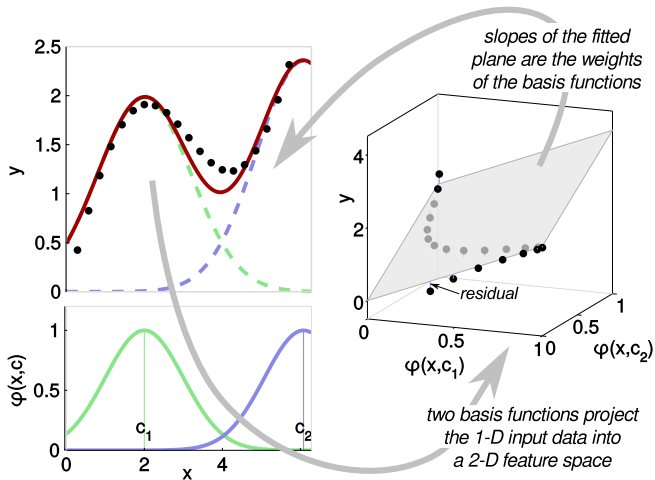 slopes of the fitted
plane are the weights
of the basis functions
2.5
2
1.5
1
0.5
0
y
4
2
0
y
residual
0
0.5
10
0.5
1
φ(x,c1)
φ(x,c2)
1
0.5
0
φ(x,c)
c1
c2
0
2
4
x
two basis functions project
the 1-D input data into
a 2-D feature space